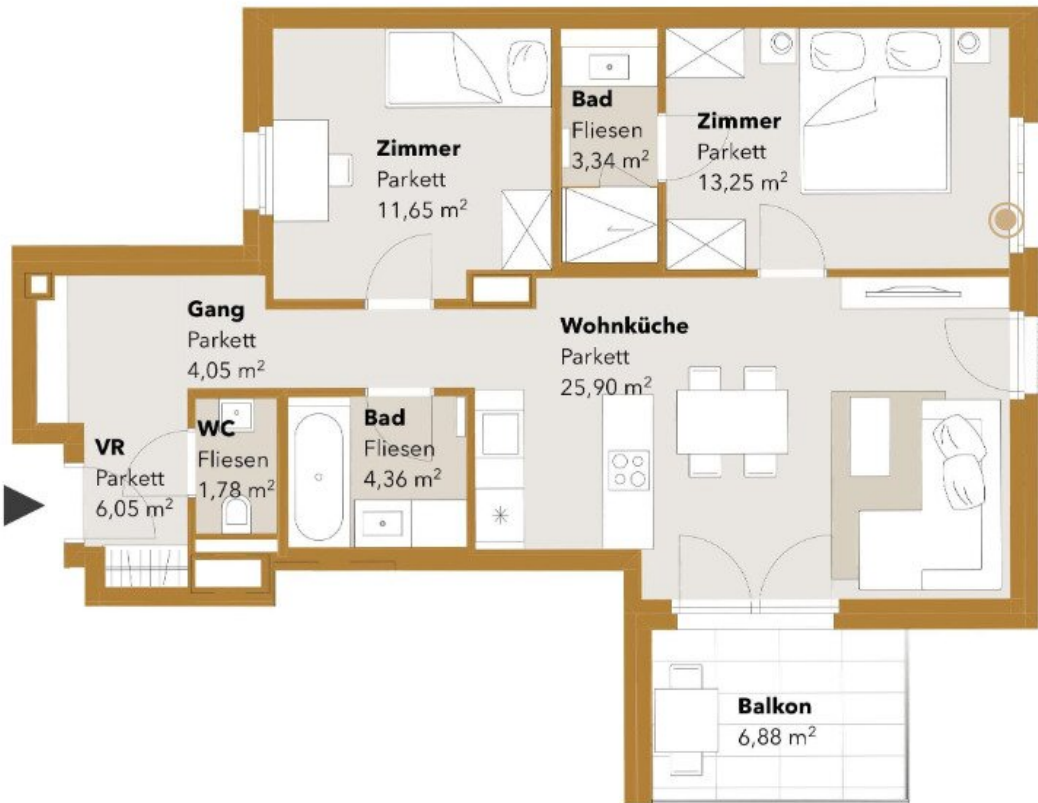 Zimmer
Parkett
11,65 m²
Bad
Fliesen
3,34 m²
Zimmer
Parkett
13,25 m²
Gang
Parkett
4,05 m²
Wohnküche
Parkett
25,90 m²
VR
Parkett
6,05 m²
WC
Fliesen
1,78 m²
Bad
Fliesen
4,36 m²
Balkon
6,88 m²